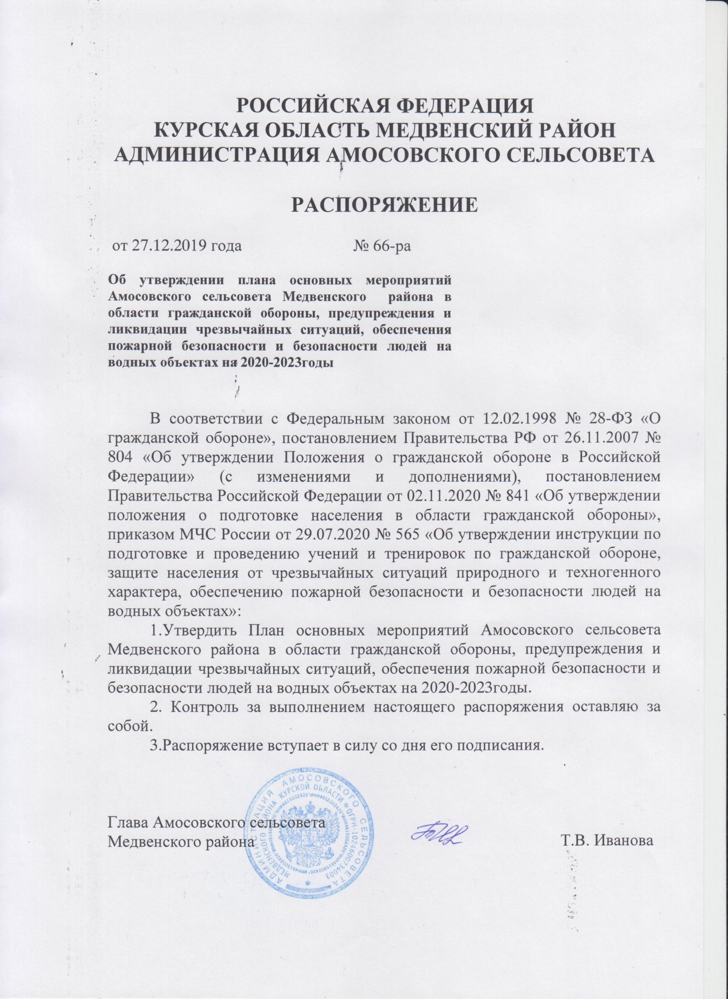 РОССИЙСКАЯ ФЕДЕРАЦИЯ
КУРСКАЯ ОБЛАСТЬ МЕДВЕНСКИЙ РАЙОН
АДМИНИСТРАЦИЯ АМОСОВСКОГО СЕЛЬСОВЕТА
РАСПОРЯЖЕНИЕ
от 27.12.2019 года № 66-ра
Об утверждении плана основных мероприятий
Амосовского сельсовета Медвенского района в
области гражданской обороны, предупреждения и
ликвидации чрезвычайных ситуаций, обеспечения
пожарной безопасности и безопасности людей на
водных объектах на 2020-2023годы
В соответствии с Федеральным законом от 12.02.1998 № 28-ФЗ «О
гражданской обороне», постановлением Правительства РФ от 26.11.2007 №
804 «Об утверждении Положения о гражданской обороне в Российской
Федерации» (с изменениями и дополнениями), постановлением
Правительства Российской Федерации от 02.11.2020 № 841 «Об утверждении
положения о подготовке населения в области гражданской обороны»,
приказом МЧС России от 29.07.2020 № 565 «Об утверждении инструкции по
подготовке и проведению учений и тренировок по гражданской обороне,
защите населения от чрезвычайных ситуаций природного и техногенного
характера, обеспечению пожарной безопасности и безопасности людей на
водных объектах»:
1.Утвердить План основных мероприятий Амосовского сельсовета
Медвенского района в области гражданской обороны, предупреждения и
ликвидации чрезвычайных ситуаций, обеспечения пожарной безопасности и
безопасности людей на водных объектах на 2020-2023годы.
2. Контроль за выполнением настоящего распоряжения оставляю за
собой.
3.Распоряжение вступает в силу со дня его подписания.
АДМИНИСТРАЦИЯ АМОСОВСКОГО СЕЛЬСОВЕТА
МЕДВЕНСКОГО РАЙОНА КУРСКОЙ ОБЛАСТИ
Глава Амосовского сельсовета
Медвенского района Т.В. Иванова